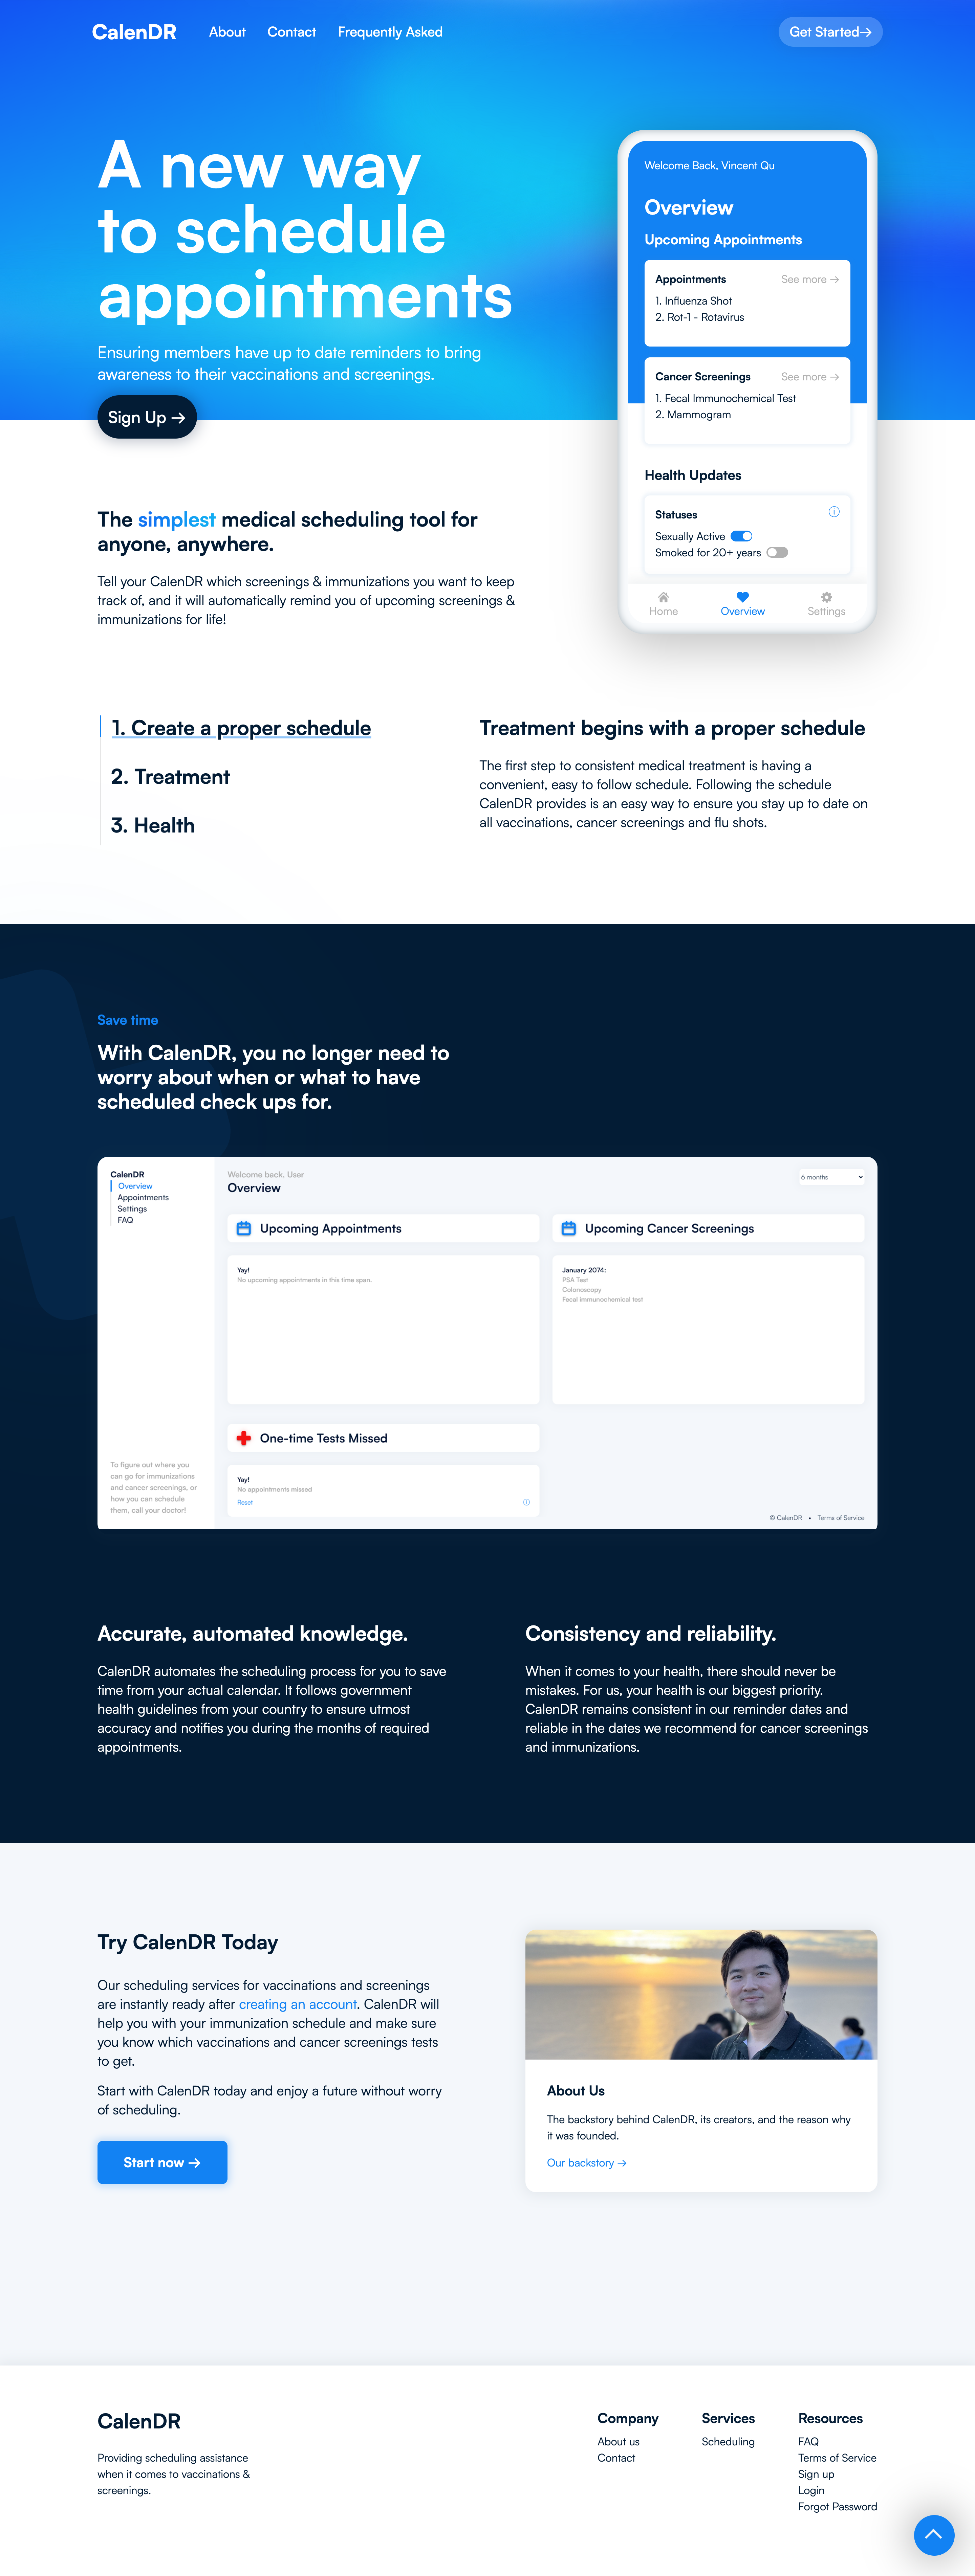 CalenDR
About
Contact
Frequently Asked
Get Started→
A new way
to schedule
appointments
Ensuring members have up to date reminders to bring
awareness to their vaccinations and screenings.
Sign Up →
Welcome Back, Vincent Qu
Overview
Upcoming Appointments
Appointments
See more →
1. Influenza Shot
2. Rot-1 - Rotavirus
Cancer Screenings
See more →
1. Fecal Immunochemical Test
2. Mammogram
Health Updates
Statuses
Sexually Active
Smoked for 20+ years
Home
Overview
Settings
The simplest medical scheduling tool for
anyone, anywhere.
Tell your CalenDR which screenings & immunizations you want to keep
track of, and it will automatically remind you of upcoming screenings &
immunizations for life!
1. Create a proper schedule
2. Treatment
3. Health
Treatment begins with a proper schedule
The first step to consistent medical treatment is having a
convenient, easy to follow schedule. Following the schedule
CalenDR provides is an easy way to ensure you stay up to date on
all vaccinations, cancer screenings and flu shots.
Save time
With CalenDR, you no longer need to
worry about when or what to have
scheduled check ups for.
CalenDR
Overview
Appointments
Settings
FAQ
To figure out where you
can go for immunizations
and cancer screenings, or
how you can schedule
them, call your doctor!
Welcome back, User
Overview
6 months
Upcoming Appointments
Yay!
No upcoming appointments in this time span.
Upcoming Cancer Screenings
January 2074:
PSA Test
Colonoscopy
Fecal immunochemical test
One-time Tests Missed
Yay!
No appointments missed
Reset
© CalenDR • Terms of Service
Accurate, automated knowledge.
CalenDR automates the scheduling process for you to save
time from your actual calendar. It follows government
health guidelines from your country to ensure utmost
accuracy and notifies you during the months of required
appointments.
Consistency and reliability.
When it comes to your health, there should never be
mistakes. For us, your health is our biggest priority.
CalenDR remains consistent in our reminder dates and
reliable in the dates we recommend for cancer screenings
and immunizations.
Try CalenDR Today
Our scheduling services for vaccinations and screenings
are instantly ready after creating an account. CalenDR will
help you with your immunization schedule and make sure
you know which vaccinations and cancer screenings tests
to get.
Start with CalenDR today and enjoy a future without worry
of scheduling.
Start now →
About Us
The backstory behind CalenDR, its creators, and the reason why
it was founded.
Our backstory →
CalenDR
Providing scheduling assistance
when it comes to vaccinations &
screenings.
Company
About us
Contact
Services
Scheduling
Resources
FAQ
Terms of Service
Sign up
Login
Forgot Password